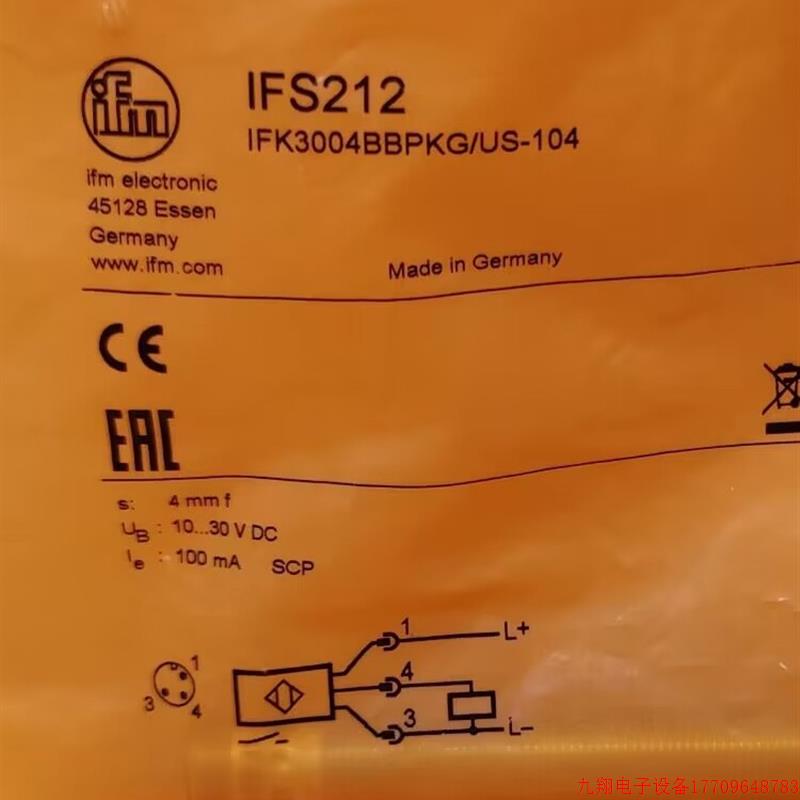 ifm
IFS212
IFK3004BBPKG/US-104
ifm electronic
45128 Essen
Germany
www.ifm.com
Made in Germany
CE
EAC
s: 4 mm f
UB : 10...30 V DC
Ie : 100 mA SCP
1 L+
4
3 L-
1
3
4
九翔电子设备17709648783